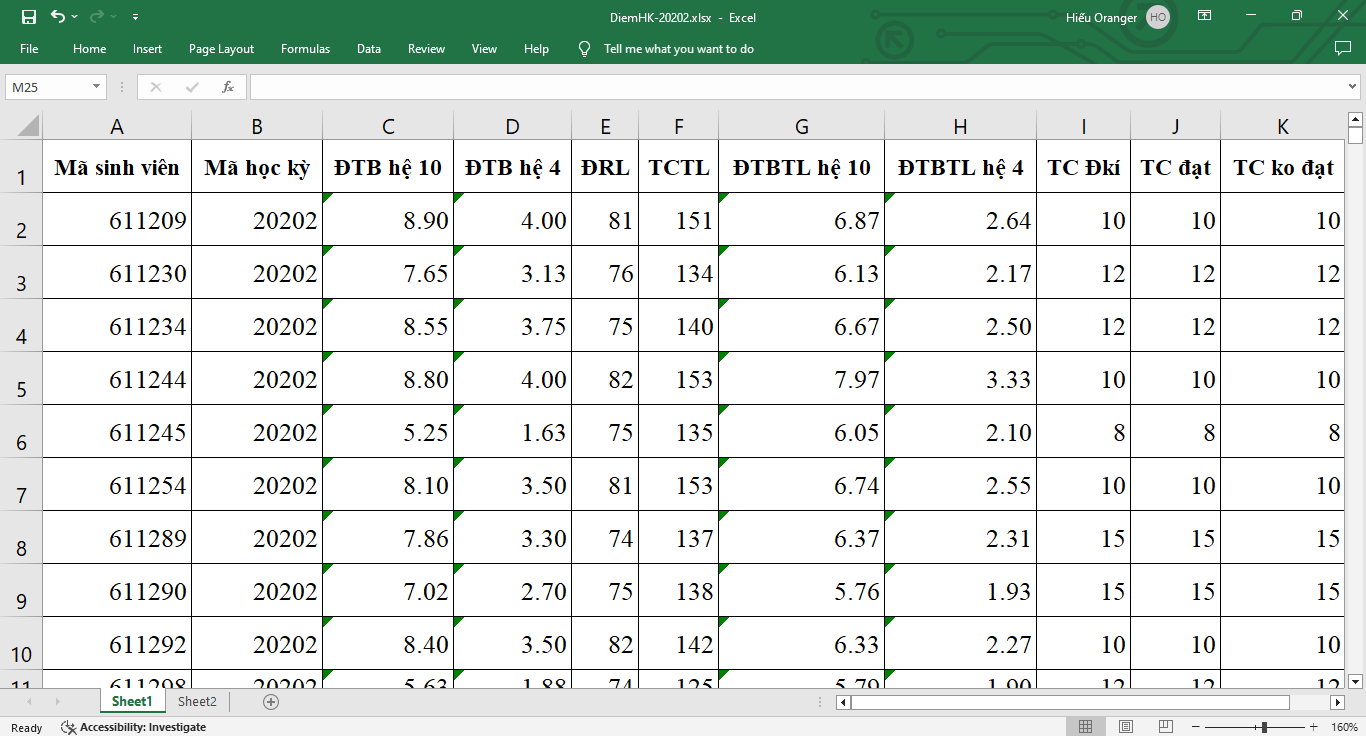 DiemHK-20202.xlsx - Excel
Hiếu Oranger HO
File Home Insert Page Layout Formulas Data Review View Help Tell me what you want to do
M25 fx
A B C D E F G H I J K
1 Mã sinh viên Mã học kỳ ĐTB hệ 10 ĐTB hệ 4 ĐRL TCTL ĐTBTL hệ 10 ĐTBTL hệ 4 TC Đkí TC đạt TC ko đạt
2 611209 20202 8.90 4.00 81 151 6.87 2.64 10 10 10
3 611230 20202 7.65 3.13 76 134 6.13 2.17 12 12 12
4 611234 20202 8.55 3.75 75 140 6.67 2.50 12 12 12
5 611244 20202 8.80 4.00 82 153 7.97 3.33 10 10 10
6 611245 20202 5.25 1.63 75 135 6.05 2.10 8 8 8
7 611254 20202 8.10 3.50 81 153 6.74 2.55 10 10 10
8 611289 20202 7.86 3.30 74 137 6.37 2.31 15 15 15
9 611290 20202 7.02 2.70 75 138 5.76 1.93 15 15 15
10 611292 20202 8.40 3.50 82 142 6.33 2.27 10 10 10
11 611298 20202 5.63 1.88 74 125 5.79 1.90 12 12 12
Sheet1 Sheet2
Ready Accessibility: Investigate 160%